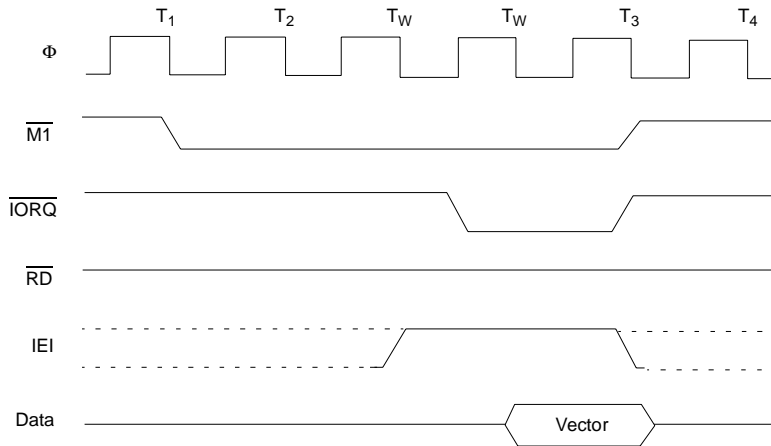 T1 T2 TW TW T3 T4
Φ
M1
IORQ
RD
IEI
Data Vector